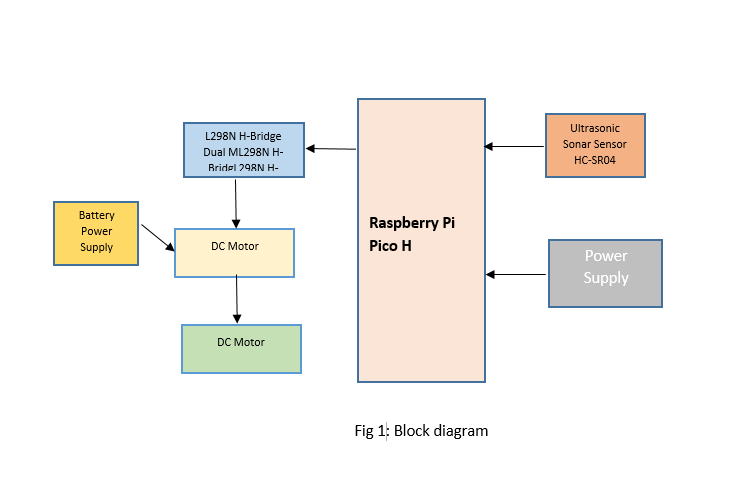 L298N H-Bridge
Dual ML298N H-
BridgL298N H-
Ultrasonic
Sonar Sensor
HC-SR04
Battery
Power
Supply
DC Motor
Raspberry Pi
Pico H
Power
Supply
DC Motor
Fig 1: Block diagram